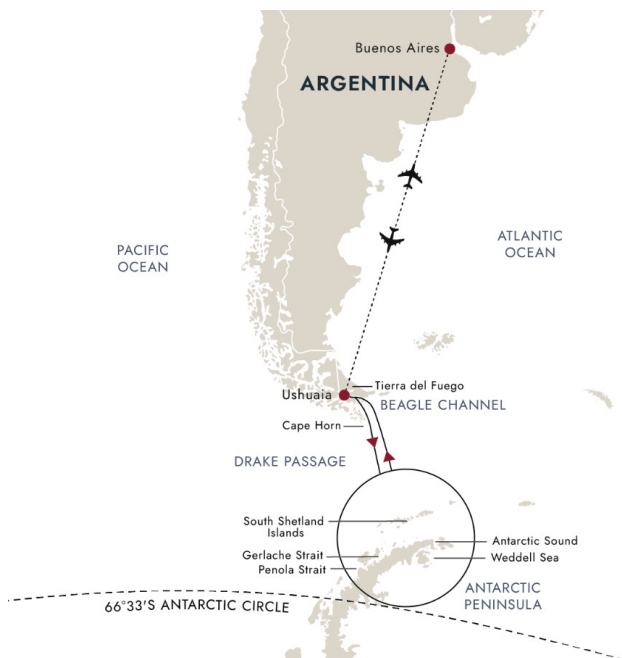 Buenos Aires
ARGENTINA
PACIFIC
OCEAN
ATLANTIC
OCEAN
Tierra del Fuego
Ushuaia
BEAGLE CHANNEL
Cape Horn
DRAKE PASSAGE
South Shetland
Islands
Antarctic Sound
Gerlache Strait
Weddell Sea
Penola Strait
ANTARCTIC
PENINSULA
66°33'S ANTARCTIC CIRCLE